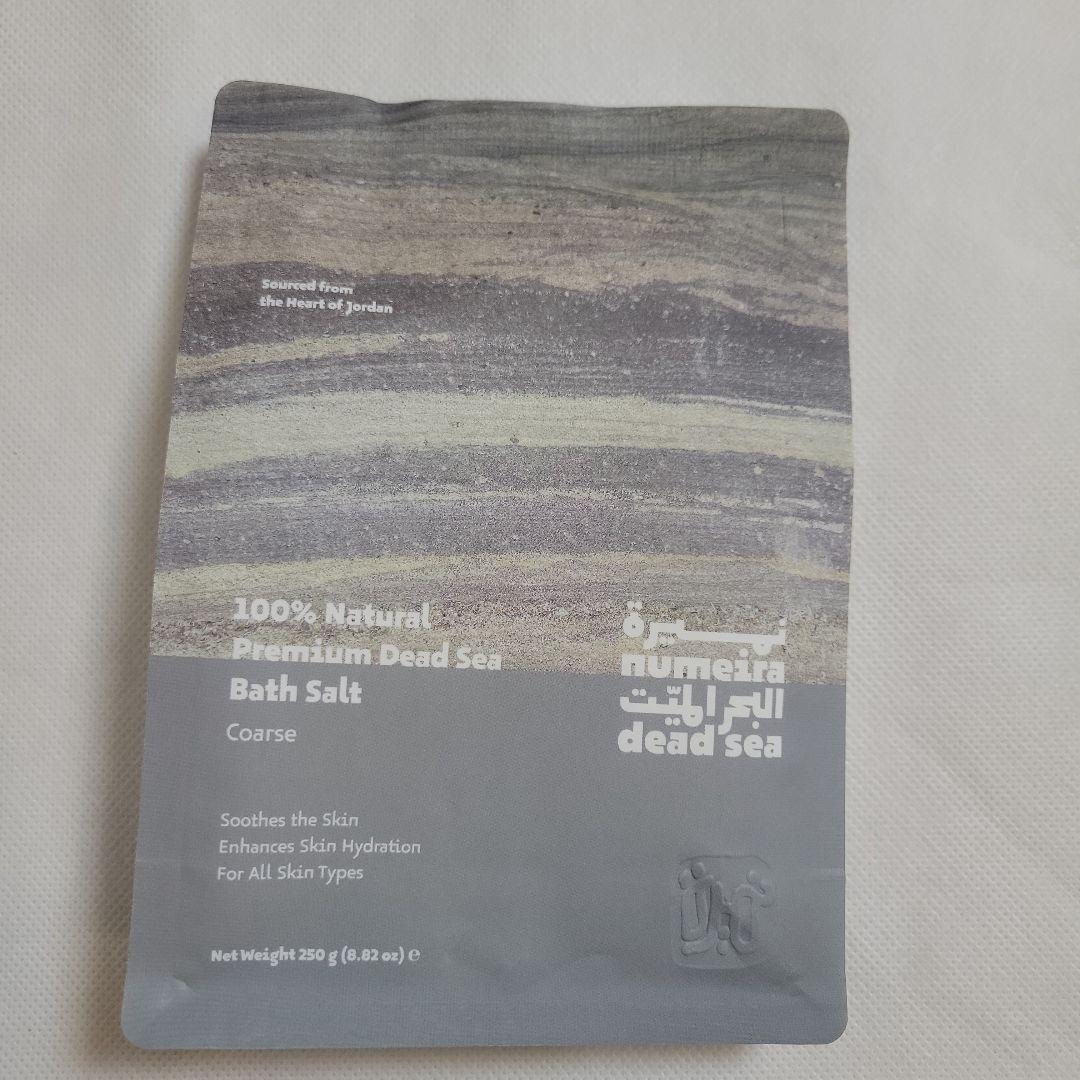 Sourced from
the Heart of Jordan
100% Natural
Premium Dead Sea
Bath Salt
Coarse
نميرة
numeira
البحر الميّت
dead sea
Soothes the Skin
Enhances Skin Hydration
For All Skin Types
Net Weight 250 g (8.82 oz) ℮